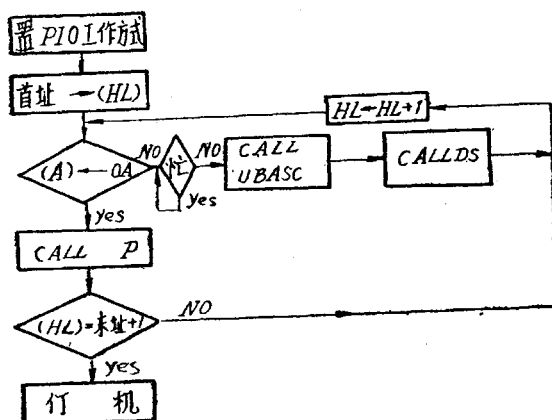 置PIO工作方式
首址→(HL)
HL←HL+1
(A)←0A
NO
忙
NO
CALL
UBASC
CALLDS
yes
yes
CALL P
(HL)=末址+1
NO
yes
仃 机